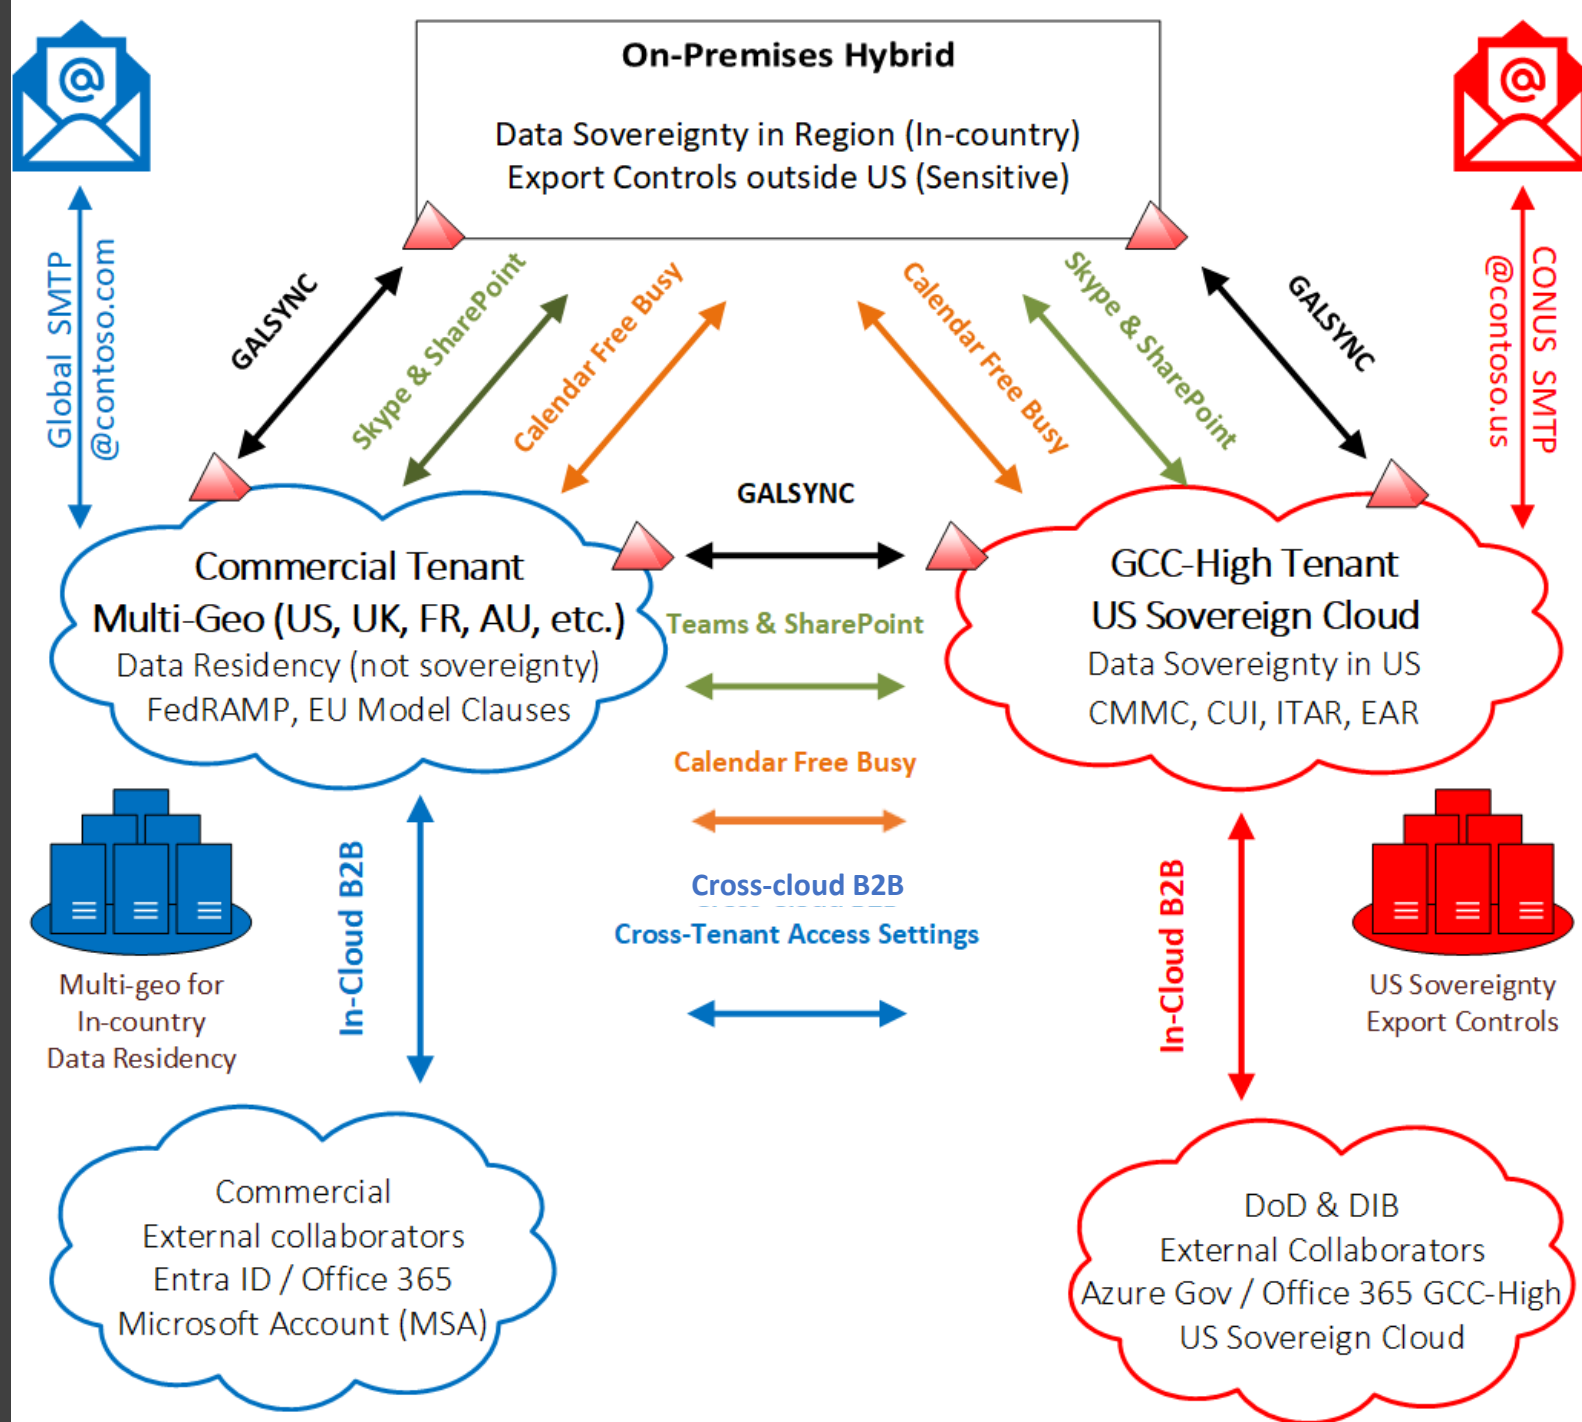 On-Premises Hybrid
Data Sovereignty in Region (In-country)
Export Controls outside US (Sensitive)
Global SMTP
@contoso.com
GALSYNC
Skype & SharePoint
Calendar Free Busy
Calendar Free Busy
Skype & SharePoint
GALSYNC
CONUS SMTP
@contoso.us
GALSYNC
Commercial Tenant
Multi-Geo (US, UK, FR, AU, etc.)
Data Residency (not sovereignty)
FedRAMP, EU Model Clauses
Teams & SharePoint
GCC-High Tenant
US Sovereign Cloud
Data Sovereignty in US
CMMC, CUI, ITAR, EAR
Calendar Free Busy
Cross-cloud B2B
Cross-Tenant Access Settings
Multi-geo for
In-country
Data Residency
In-Cloud B2B
In-Cloud B2B
US Sovereignty
Export Controls
Commercial
External collaborators
Entra ID / Office 365
Microsoft Account (MSA)
DoD & DIB
External Collaborators
Azure Gov / Office 365 GCC-High
US Sovereign Cloud